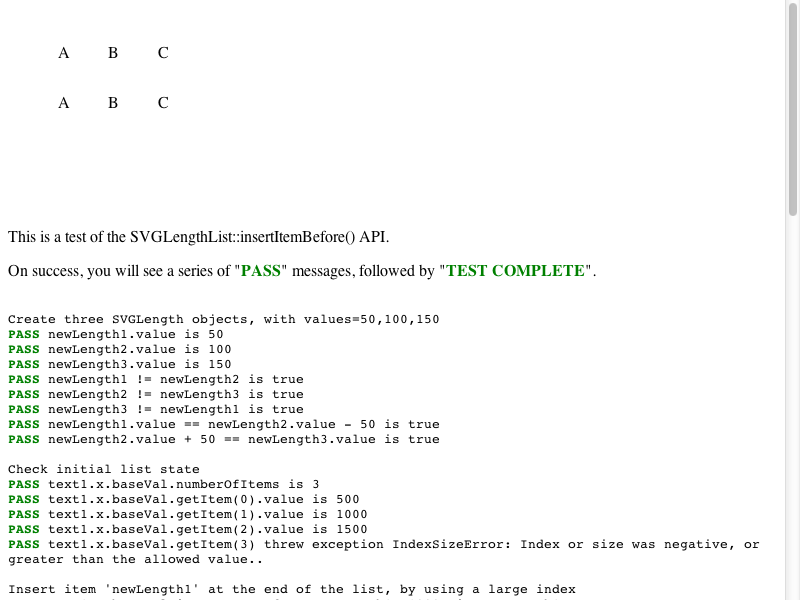 A B C
A B C
This is a test of the SVGLengthList::insertItemBefore() API.
On success, you will see a series of "PASS" messages, followed by "TEST COMPLETE".
Create three SVGLength objects, with values=50,100,150
PASS newLength1.value is 50
PASS newLength2.value is 100
PASS newLength3.value is 150
PASS newLength1 != newLength2 is true
PASS newLength2 != newLength3 is true
PASS newLength3 != newLength1 is true
PASS newLength1.value == newLength2.value - 50 is true
PASS newLength2.value + 50 == newLength3.value is true
Check initial list state
PASS text1.x.baseVal.numberOfItems is 3
PASS text1.x.baseVal.getItem(0).value is 500
PASS text1.x.baseVal.getItem(1).value is 1000
PASS text1.x.baseVal.getItem(2).value is 1500
PASS text1.x.baseVal.getItem(3) threw exception IndexSizeError: Index or size was negative, or
greater than the allowed value..
Insert item 'newLength1' at the end of the list, by using a large index